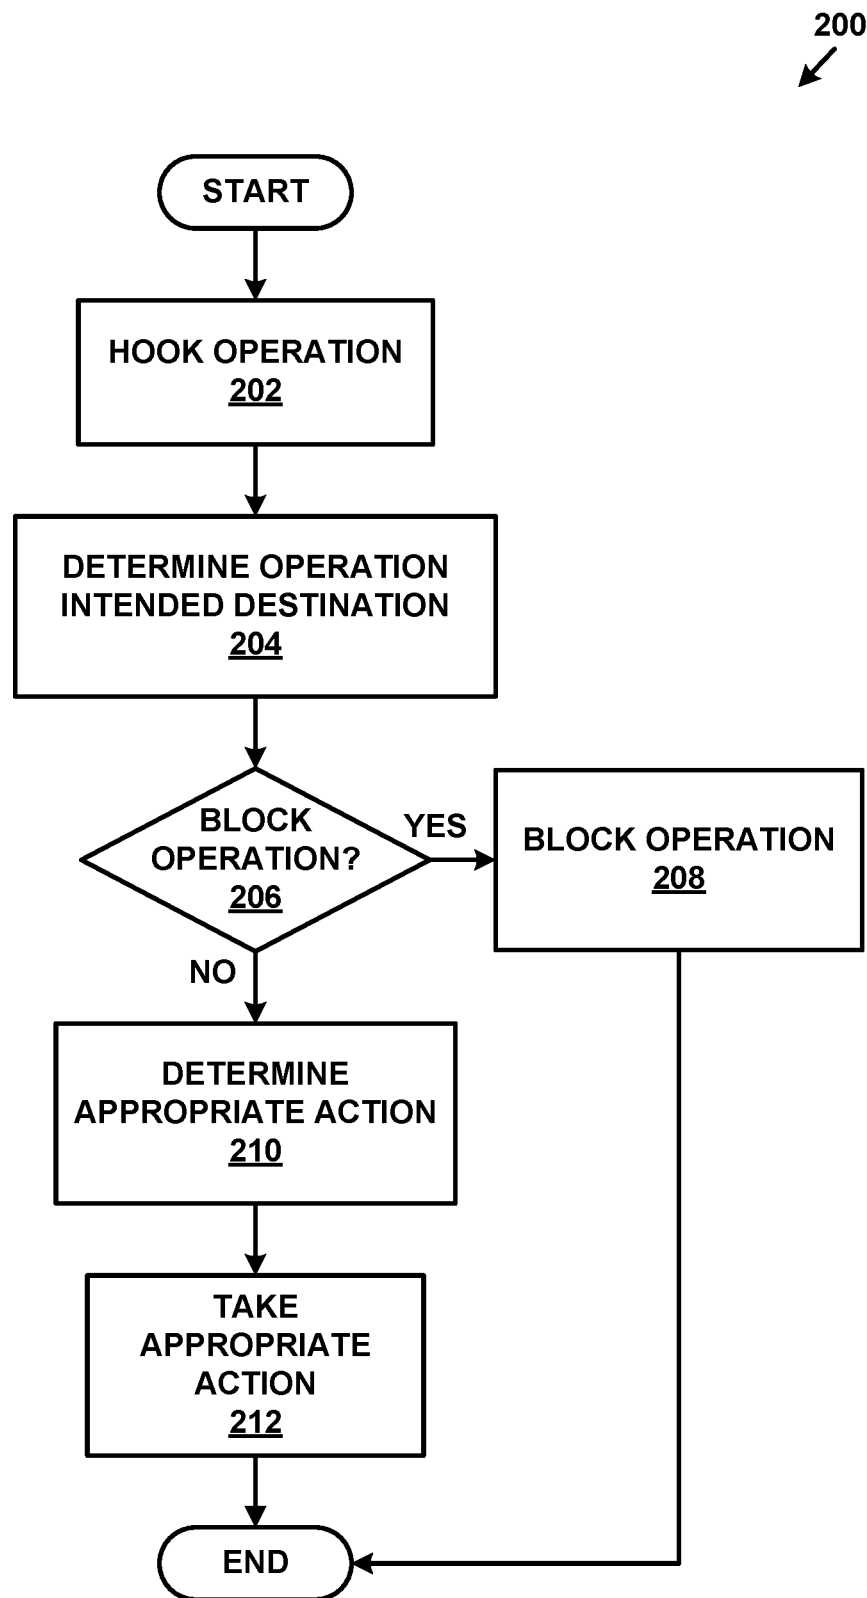 200
START
HOOK OPERATION
202
DETERMINE OPERATION
INTENDED DESTINATION
204
BLOCK
OPERATION?
206
YES
BLOCK OPERATION
208
NO
DETERMINE
APPROPRIATE ACTION
210
TAKE
APPROPRIATE
ACTION
212
END